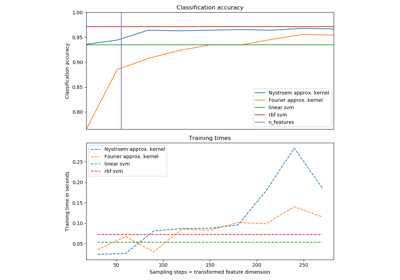 Classification accuracy
1.00
0.95
0.90
0.85
0.80
Classification accuracy
Nystroem approx. kernel
Fourier approx. kernel
linear svm
rbf svm
n_features
Training times
0.25
0.20
0.15
0.10
0.05
Training time in seconds
Nystroem approx. kernel
Fourier approx. kernel
linear svm
rbf svm
50
100
150
200
250
Sampling steps = transformed feature dimension